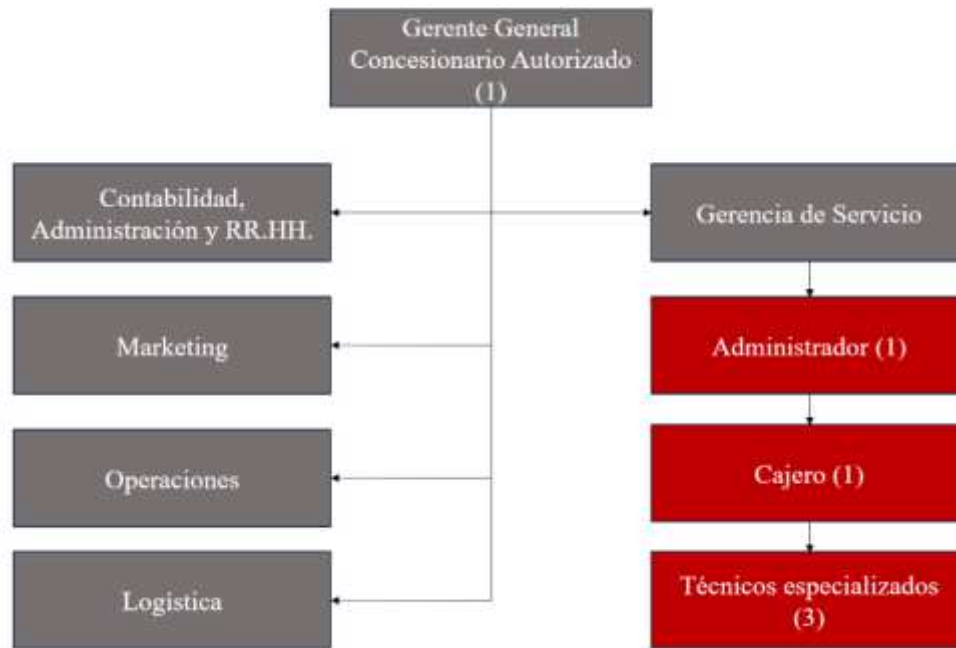 Gerente General
Concesionario Autorizado
(1)
Contabilidad,
Administración y RR.HH.
Gerencia de Servicio
Marketing
Administrador (1)
Operaciones
Cajero (1)
Logística
Técnicos especializados
(3)